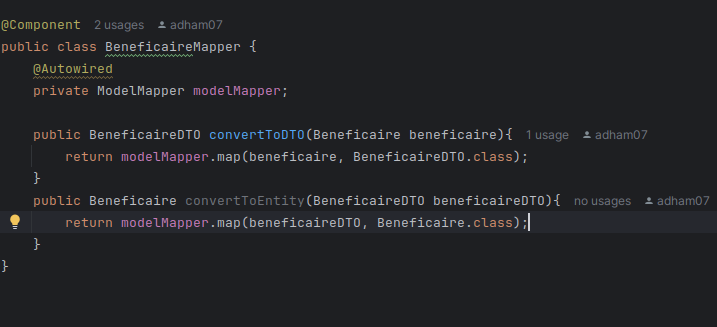 @Component 2 usages adham07
public class BeneficaireMapper {
@Autowired
private ModelMapper modelMapper;
public BeneficaireDTO convertToDTO(Beneficaire beneficaire){ 1 usage adham07
return modelMapper.map(beneficaire, BeneficaireDTO.class);
}
public Beneficaire convertToEntity(BeneficaireDTO beneficaireDTO){ no usages adham07
return modelMapper.map(beneficaireDTO, Beneficaire.class);
}
}